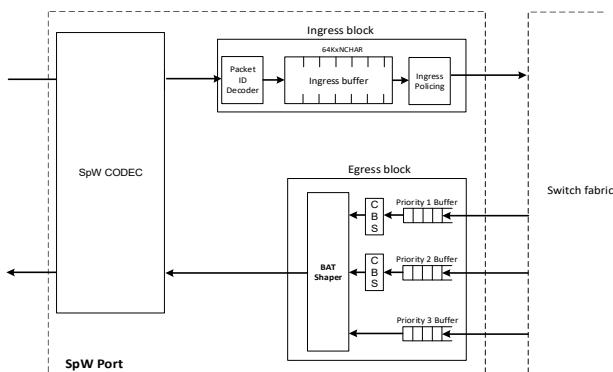 Ingress block
64KxNCHAR
Packet
ID
Decoder
Ingress buffer
Ingress
Policing
SpW CODEC
Egress block
Switch fabric
C
B
S
Priority 1 Buffer
BAT
Shaper
C
B
S
Priority 2 Buffer
Priority 3 Buffer
SpW Port